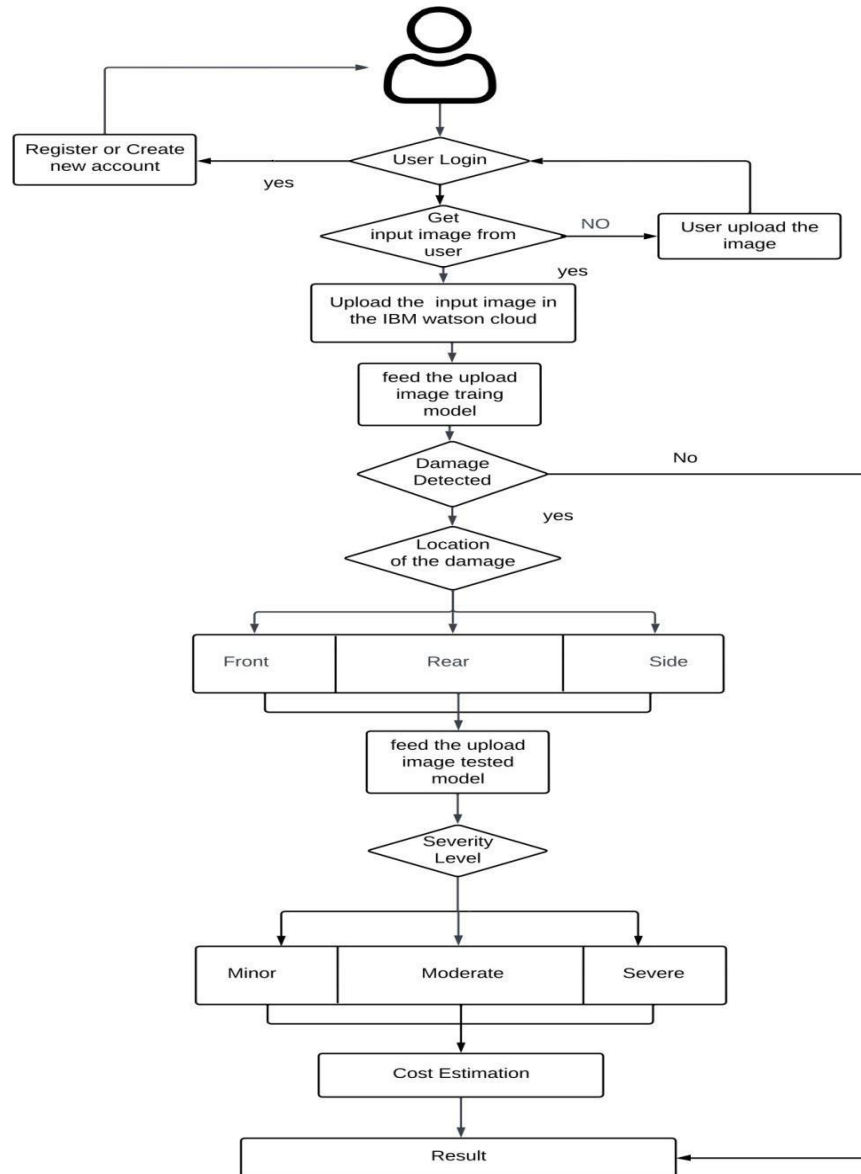 Register or Create
new account
yes
User Login
Get
input image from
user
NO
User upload the
image
yes
Upload the input image in
the IBM watson cloud
feed the upload
image traing
model
Damage
Detected
No
yes
Location
of the damage
Front
Rear
Side
feed the upload
image tested
model
Severity
Level
Minor
Moderate
Severe
Cost Estimation
Result